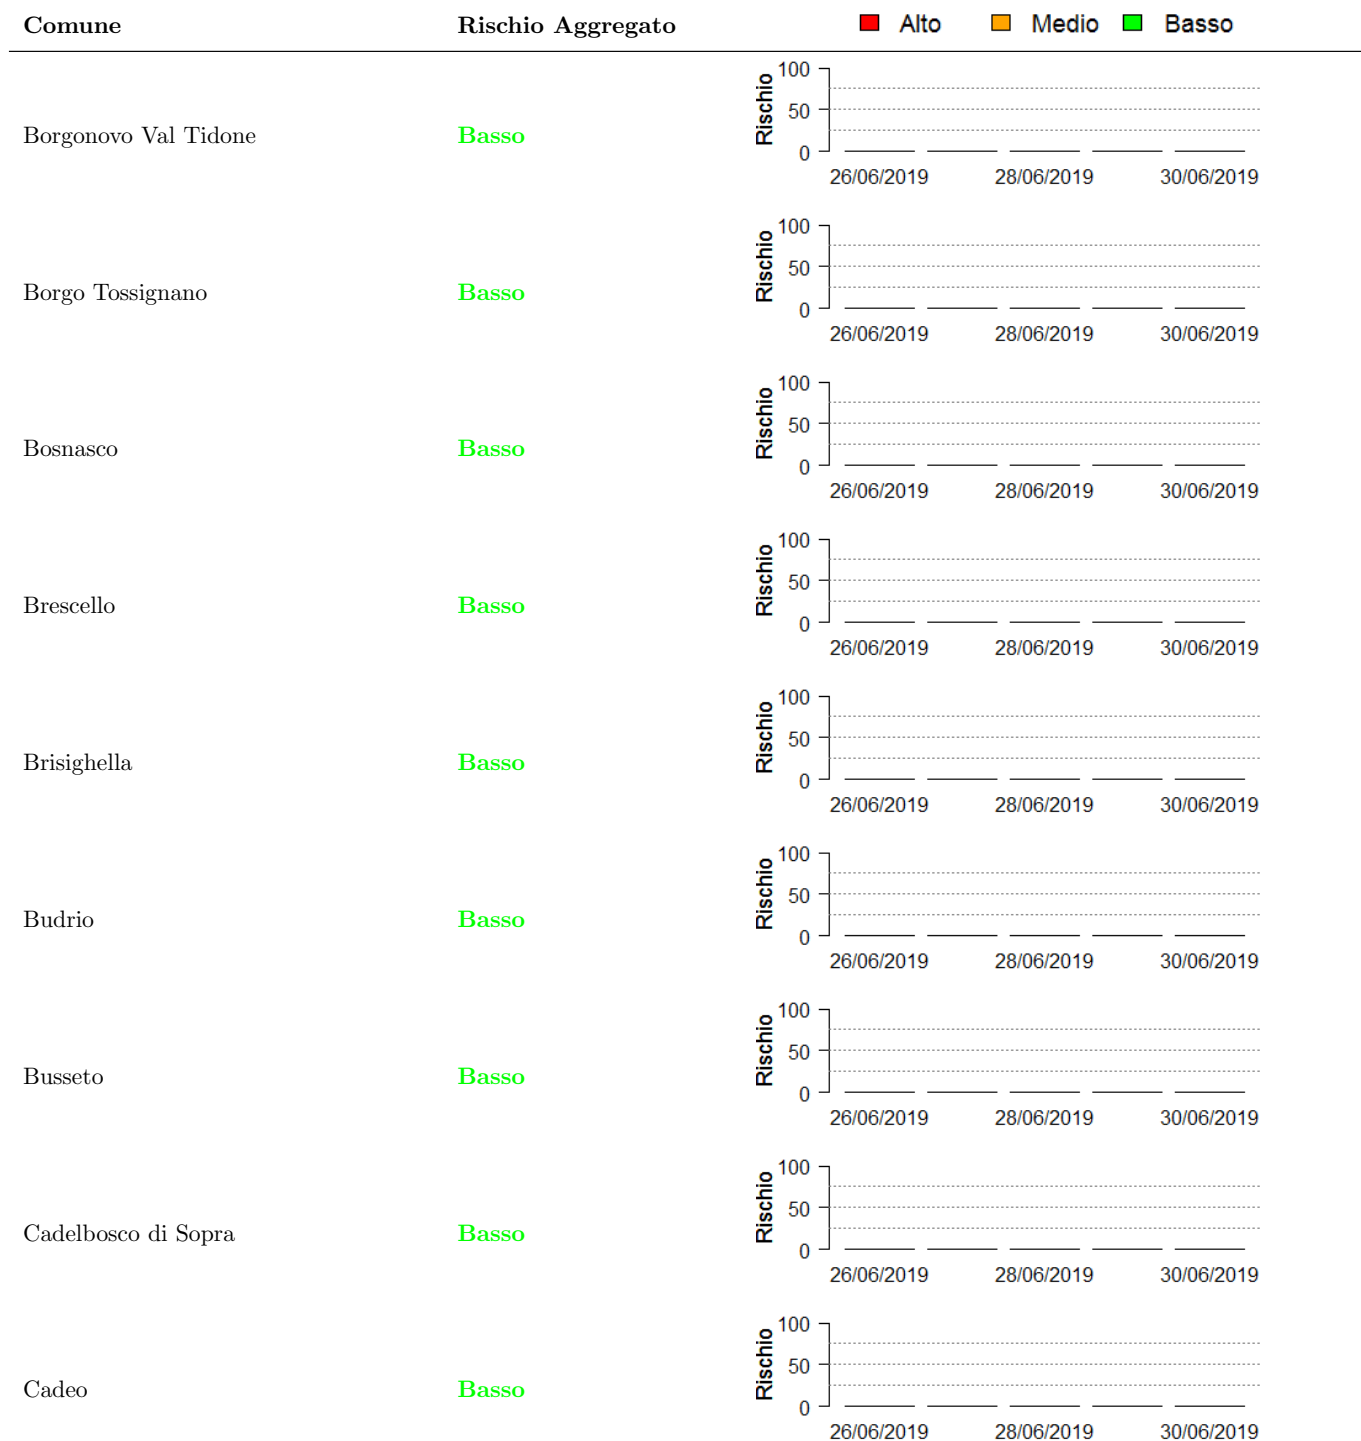 Comune Rischio Aggregato Alto Medio Basso
Borgonovo Val Tidone Basso
Rischio
100
50
0
26/06/2019 28/06/2019 30/06/2019
Borgo Tossignano Basso
Rischio
100
50
0
26/06/2019 28/06/2019 30/06/2019
Bosnasco Basso
Rischio
100
50
0
26/06/2019 28/06/2019 30/06/2019
Brescello Basso
Rischio
100
50
0
26/06/2019 28/06/2019 30/06/2019
Brisighella Basso
Rischio
100
50
0
26/06/2019 28/06/2019 30/06/2019
Budrio Basso
Rischio
100
50
0
26/06/2019 28/06/2019 30/06/2019
Busseto Basso
Rischio
100
50
0
26/06/2019 28/06/2019 30/06/2019
Cadelbosco di Sopra Basso
Rischio
100
50
0
26/06/2019 28/06/2019 30/06/2019
Cadeo Basso
Rischio
100
50
0
26/06/2019 28/06/2019 30/06/2019